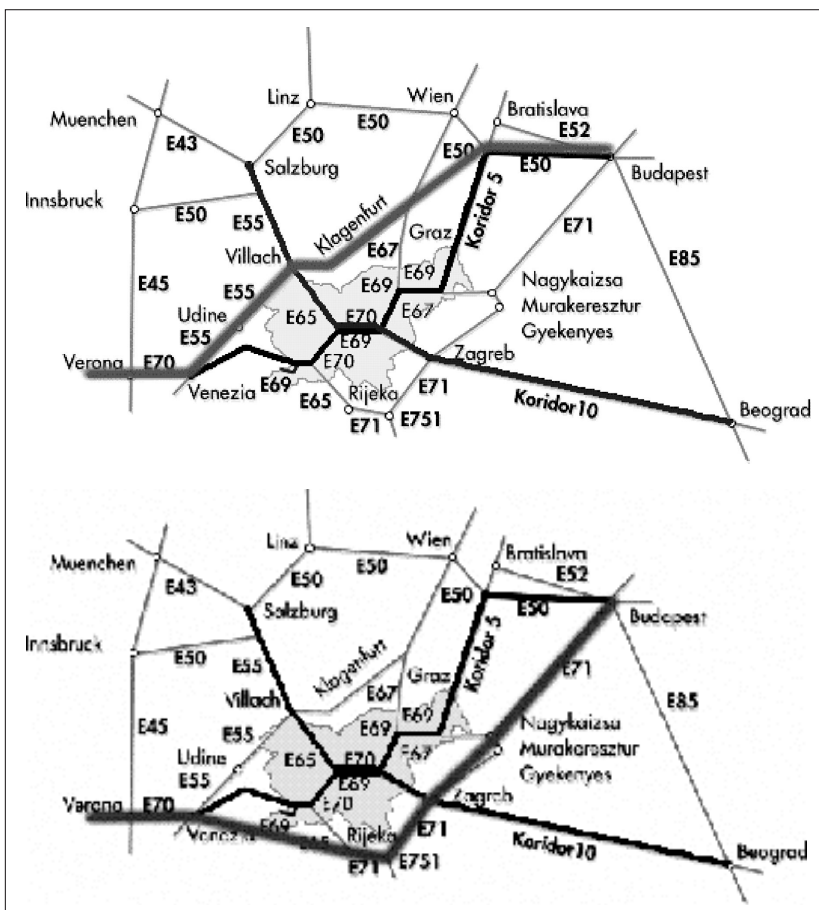 Linz
Wien
Muenchen
Bratislava
E50
E50
E52
E43
E50
E50
Salzburg
Budapest
Innsbruck
E50
Koridor 5
E55
Klagenfurt
E71
Graz
E67
Villach
E85
E69
E69
Nagykaizsa
E45
E55
E67
Murakeresztur
Udine
E65
E70
Gyekenyes
E55
E69
Zagreb
Verona
E70
E70
Venezia
E69
E71
E65
Rijeka
Koridor10
E71
E751
Beograd
Linz
Wien
Muenchen
Bratislava
E50
E50
E52
E43
E50
E50
Salzburg
Budapest
Innsbruck
E50
Koridor 5
E55
Klagenfurt
E71
Graz
E67
Villach
E85
E69
E69
Nagykaizsa
E45
E55
E67
Murakeresztur
Udine
E65
E70
Gyekenyes
E55
E69
Zagreb
Verona
E70
E70
Venezia
E69
E71
E65
Rijeka
Koridor10
E71
E751
Beograd